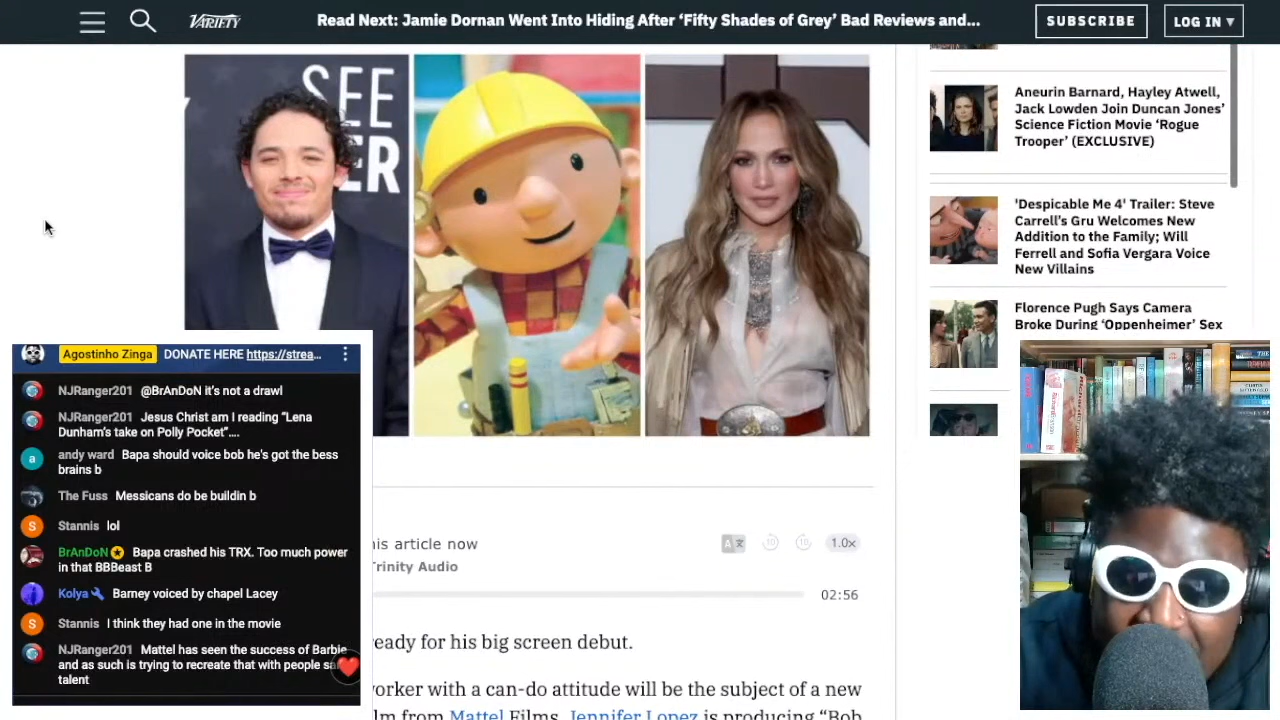 VARIETY
Read Next: Jamie Dornan Went Into Hiding After ‘Fifty Shades of Grey’ Bad Reviews and...
SUBSCRIBE
LOG IN ▾
SEE
ER
Aneurin Barnard, Hayley Atwell,
Jack Lowden Join Duncan Jones’
Science Fiction Movie ‘Rogue
Trooper’ (EXCLUSIVE)
'Despicable Me 4' Trailer: Steve
Carrell’s Gru Welcomes New
Addition to the Family; Will
Ferrell and Sofia Vergara Voice
New Villains
Florence Pugh Says Camera
Broke During ‘Oppenheimer’ Sex
Agostinho Zinga DONATE HERE https://strea...
NJRanger201 @BrAnDoN it’s not a drawl
NJRanger201 Jesus Christ am I reading “Lena
Dunham’s take on Polly Pocket”....
andy ward Bapa should voice bob he's got the bess
brains b
The Fuss Messicans do be buildin b
Stannis lol
BrAnDoN Bapa crashed his TRX. Too much power
in that BBBeast B
Kolya Barney voiced by chapel Lacey
Stannis I think they had one in the movie
NJRanger201 Mattel has seen the success of Barbie
and as such is trying to recreate that with people
talent
his article now
1.0x
Trinity Audio
02:56
ready for his big screen debut.
worker with a can-do attitude will be the subject of a new
film from Mattel Films. Jennifer Lopez is producing “Bob